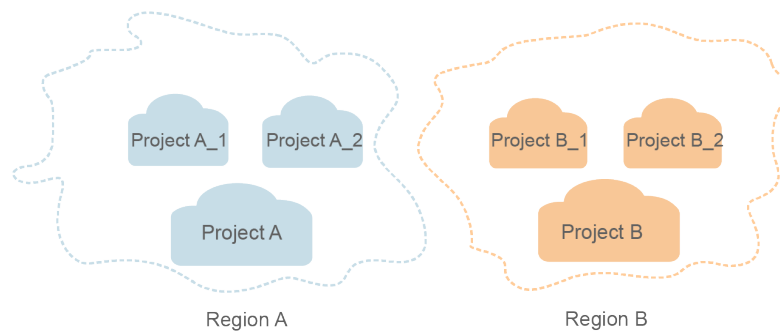 Project A_1
Project A_2
Project B_1
Project B_2
Project A
Project B
Region A
Region B